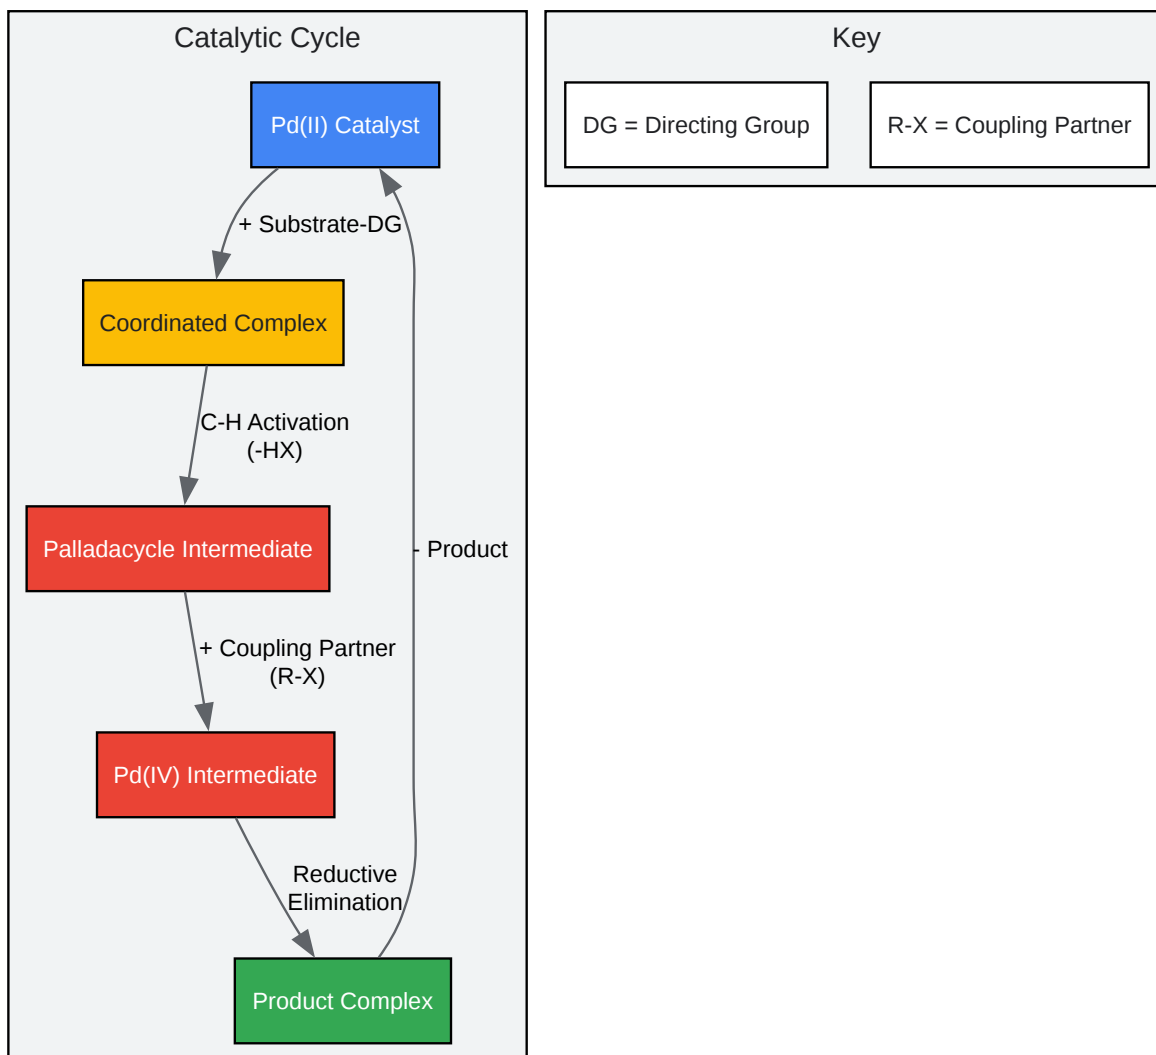 Catalytic Cycle
Pd(II) Catalyst
+ Substrate-DG
Coordinated Complex
C-H Activation
(-HX)
Palladacycle Intermediate
- Product
+ Coupling Partner
(R-X)
Pd(IV) Intermediate
Reductive
Elimination
Product Complex
Key
DG = Directing Group
R-X = Coupling Partner